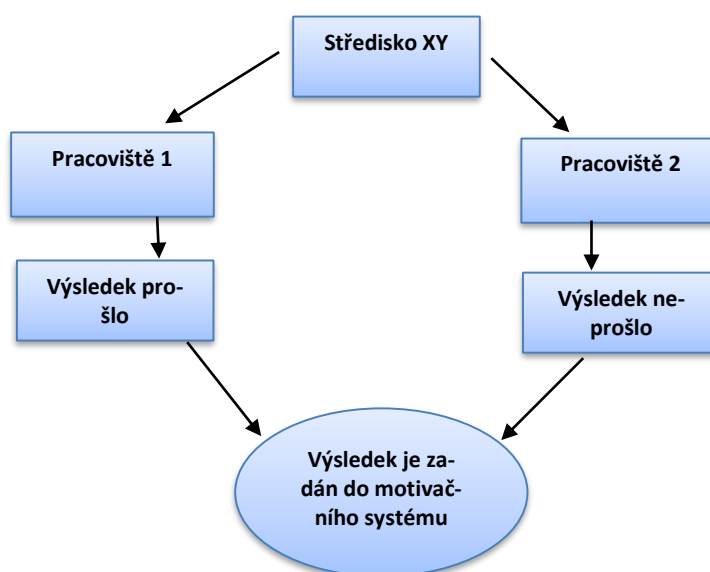 Středisko XY
Pracoviště 1
Pracoviště 2
Výsledek pro-
šlo
Výsledek ne-
prošlo
Výsledek je za-
dán do motivač-
ního systému